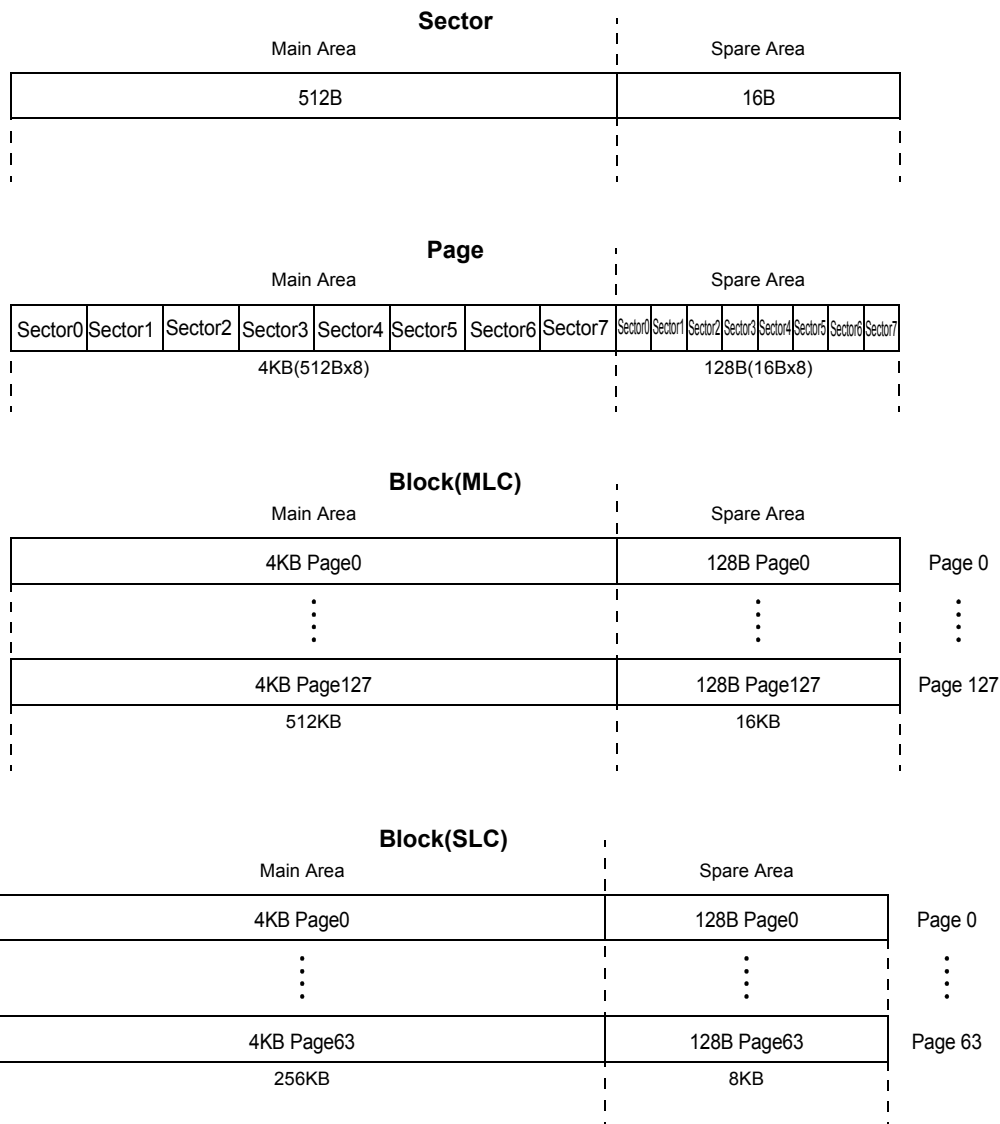 Sector
Main Area Spare Area
512B 16B
Page
Main Area Spare Area
Sector0 Sector1 Sector2 Sector3 Sector4 Sector5 Sector6 Sector7 Sector0 Sector1 Sector2 Sector3 Sector4 Sector5 Sector6 Sector7
4KB(512Bx8) 128B(16Bx8)
Block(MLC)
Main Area Spare Area
4KB Page0 128B Page0 Page 0
4KB Page127 128B Page127 Page 127
512KB 16KB
Block(SLC)
Main Area Spare Area
4KB Page0 128B Page0 Page 0
4KB Page63 128B Page63 Page 63
256KB 8KB